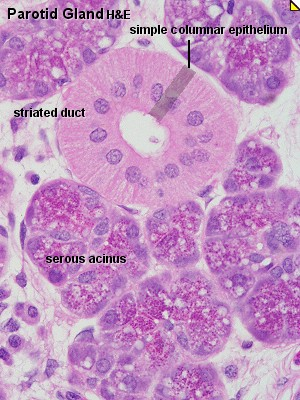 Parotid Gland H&E
simple columnar epithelium
striated duct
serous acinus